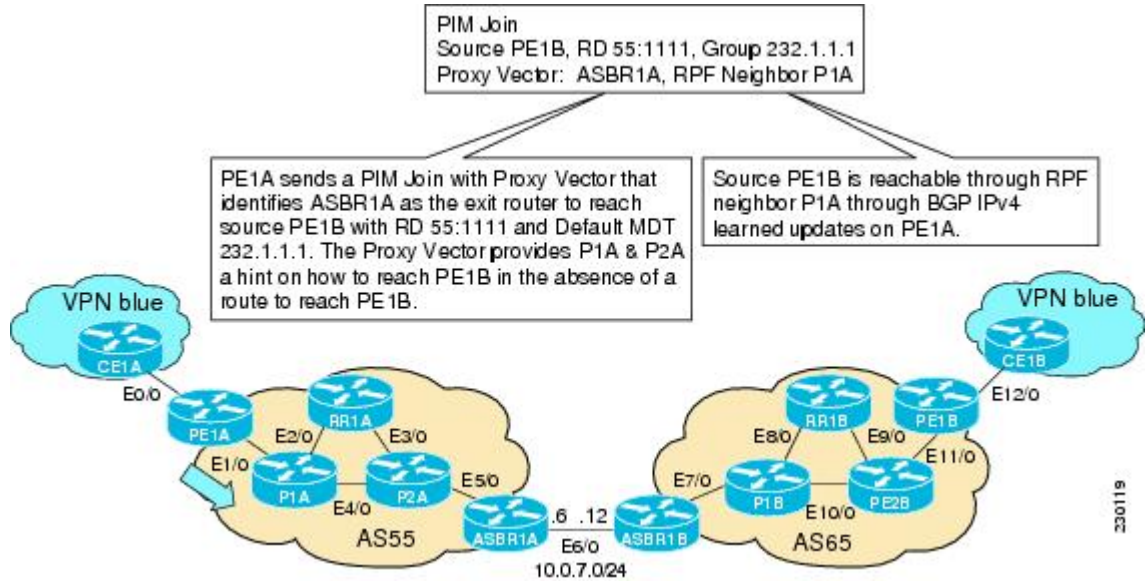 PIM Join
Source PE1B, RD 55:1111, Group 232.1.1.1
Proxy Vector: ASBR1A, RPF Neighbor P1A
PE1A sends a PIM Join with Proxy Vector that
identifies ASBR1A as the exit router to reach
source PE1B with RD 55:1111 and Default MDT
232.1.1.1. The Proxy Vector provides P1A & P2A
a hint on how to reach PE1B in the absence of a
route to reach PE1B.
Source PE1B is reachable through RPF
neighbor P1A through BGP IPv4
learned updates on PE1A.
VPN blue
CE1A
E0/0
PE1A
E1/0
E2/0
RR1A
E3/0
P1A
E4/0
P2A
E5/0
AS55
ASBR1A
.6 .12
E6/0
10.0.7.0/24
ASBR1B
E7/0
E8/0
RR1B
E9/0
PE1B
E11/0
P1B
E10/0
PE2B
AS65
VPN blue
CE1B
E12/0
230119